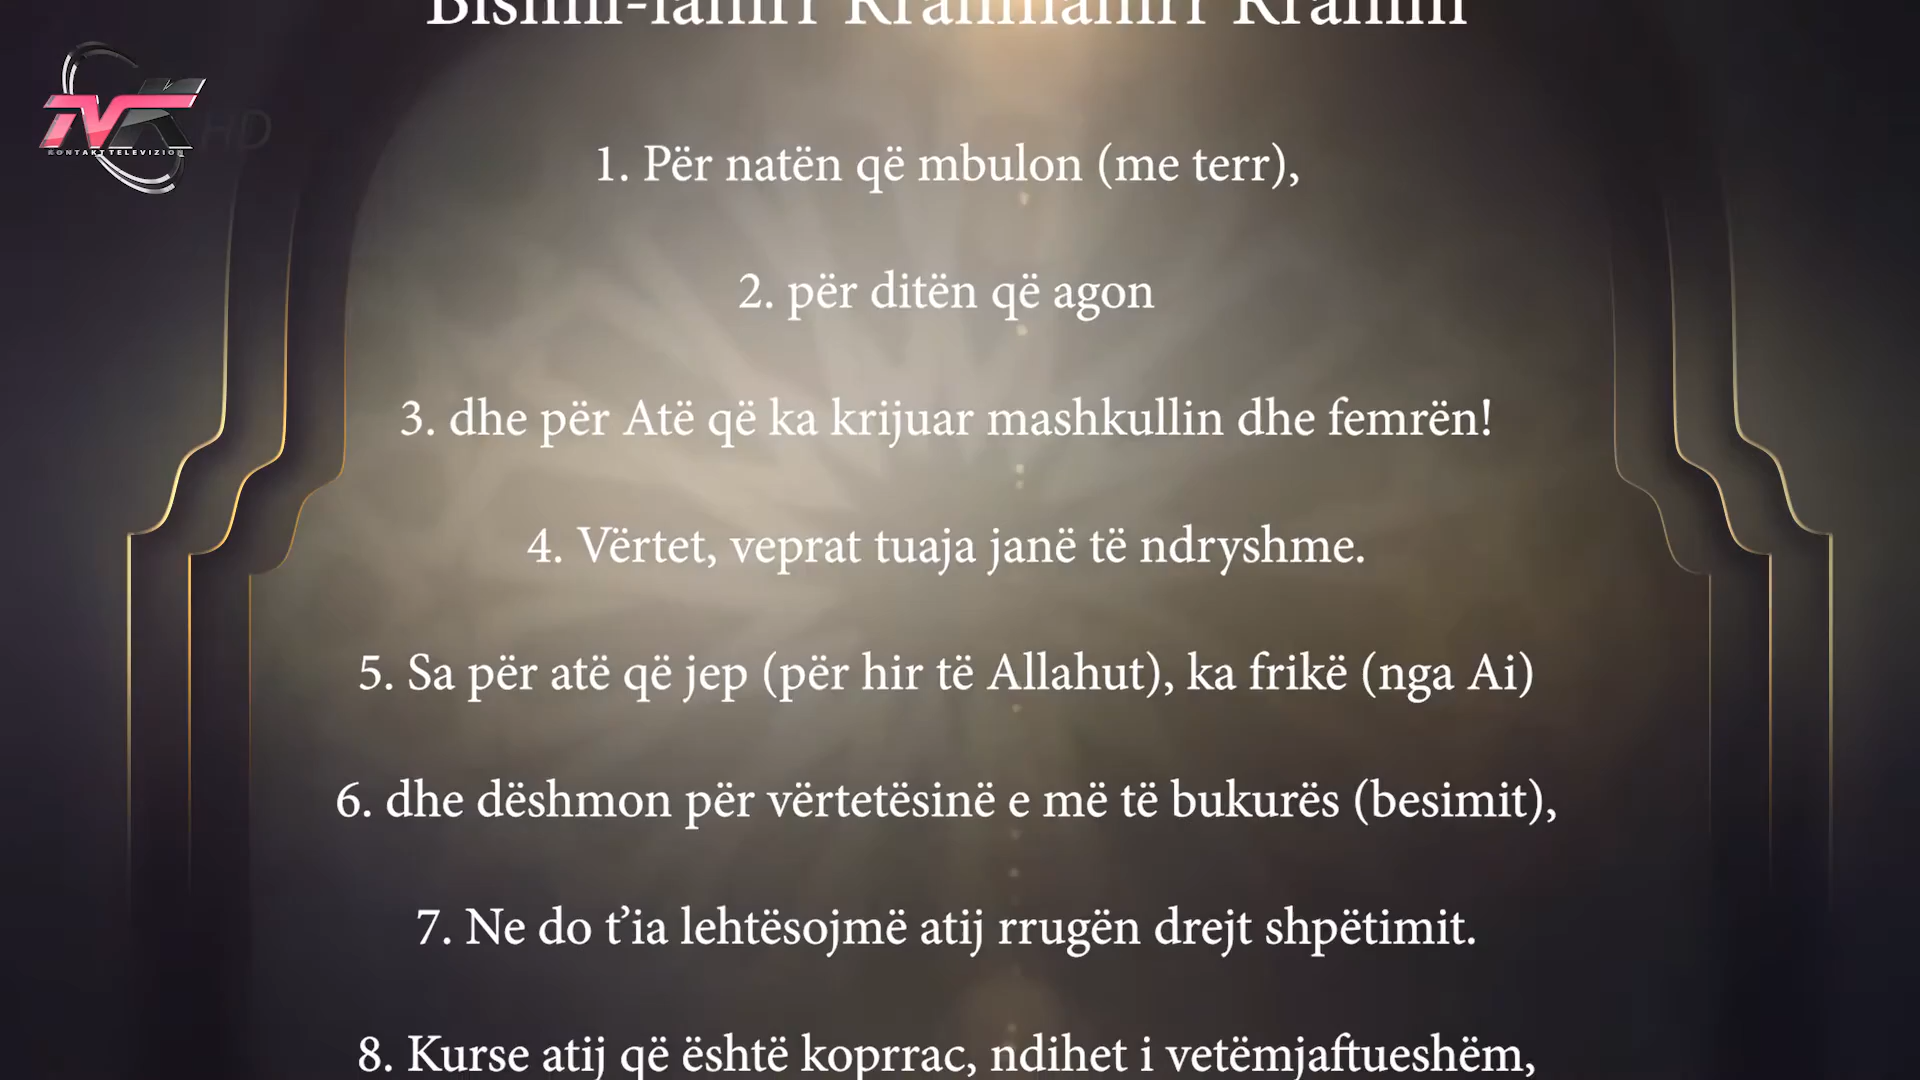 KONTAKT TELEVIZION
HD
1. Për natën që mbulon (me terr),
2. për ditën që agon
3. dhe për Atë që ka krijuar mashkullin dhe femrën!
4. Vërtet, veprat tuaja janë të ndryshme.
5. Sa për atë që jep (për hir të Allahut), ka frikë (nga Ai)
6. dhe dëshmon për vërtetësinë e më të bukurës (besimit),
7. Ne do t’ia lehtësojmë atij rrugën drejt shpëtimit.
8. Kurse atij që është koprrac, ndihet i vetëmjaftueshëm,